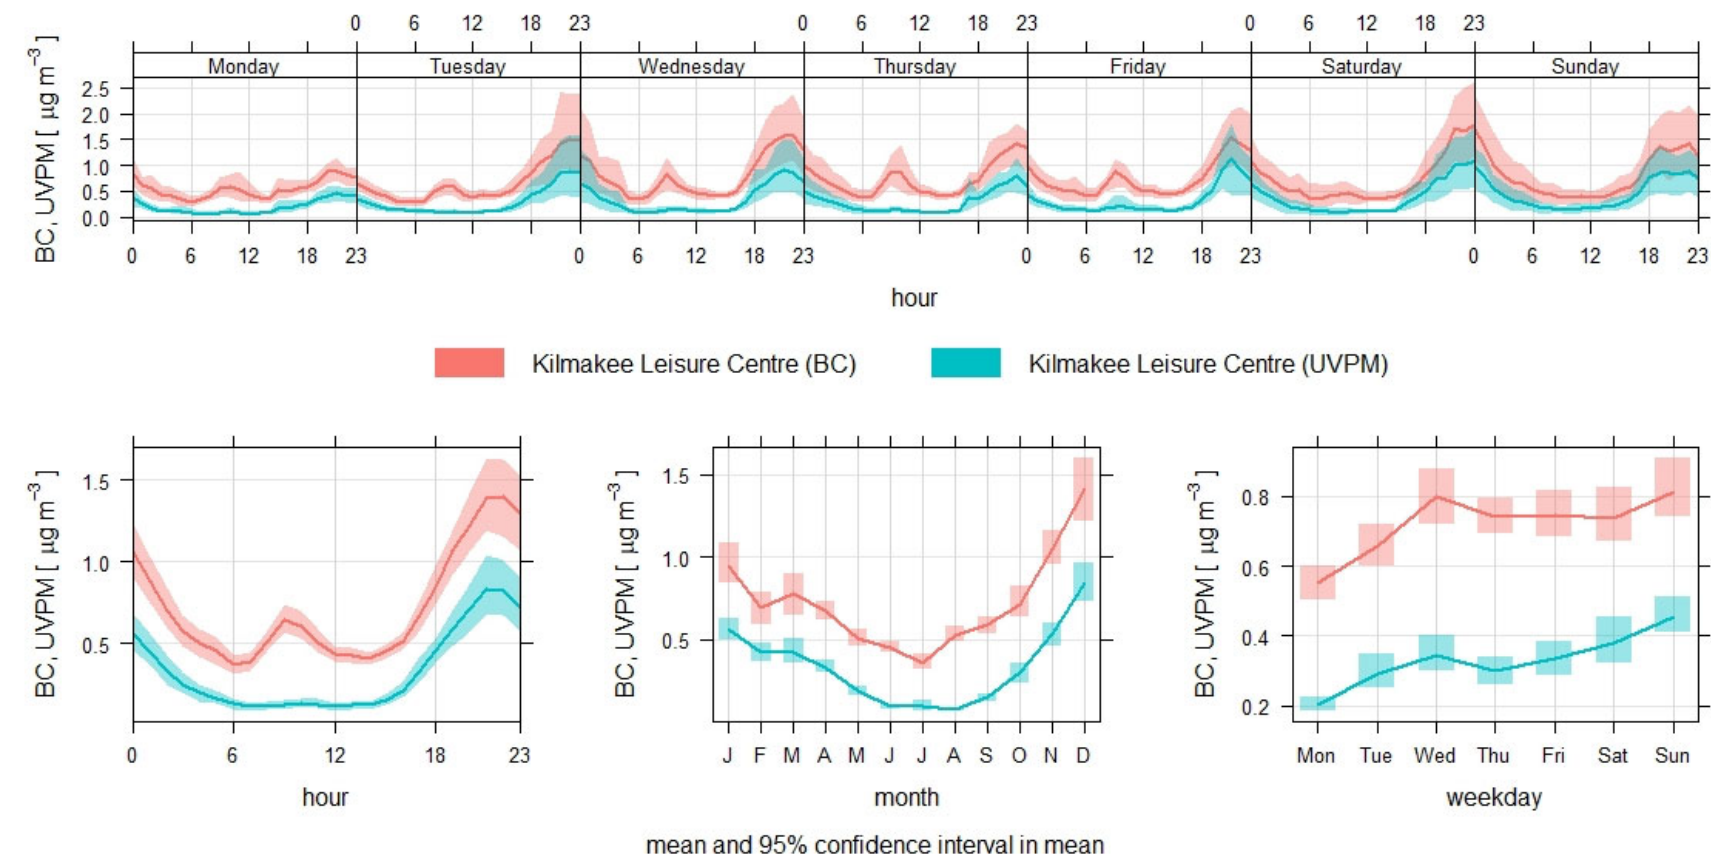 0 6 12 18 23 0 6 12 18 23 0 6 12 18 23
Monday Tuesday Wednesday Thursday Friday Saturday Sunday
BC, UVPM [ µg m⁻³ ]
2.5
2.0
1.5
1.0
0.5
0.0
0 6 12 18 23 0 6 12 18 23 0 6 12 18 23 0 6 12 18 23
hour
Kilmakee Leisure Centre (BC) Kilmakee Leisure Centre (UVPM)
BC, UVPM [ µg m⁻³ ]
1.5
1.0
0.5
0 6 12 18 23
hour
BC, UVPM [ µg m⁻³ ]
1.5
1.0
0.5
J F M A M J J A S O N D
month
BC, UVPM [ µg m⁻³ ]
0.8
0.6
0.4
0.2
Mon Tue Wed Thu Fri Sat Sun
weekday
mean and 95% confidence interval in mean